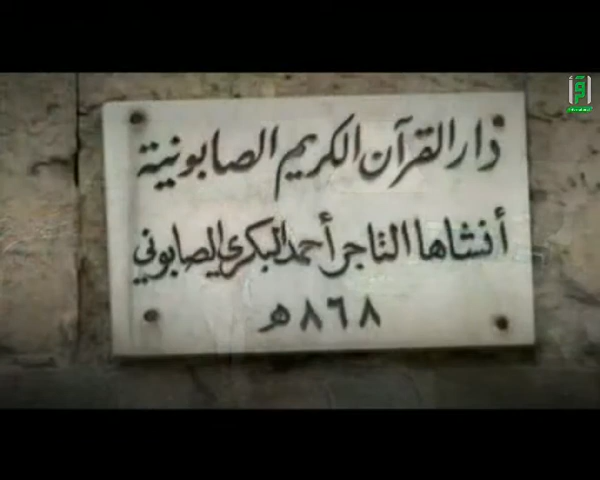 دار القرآن الكريم الصابونية
أنشاها التاجر أحمد البكري الصابوني
٨٦٨ هـ